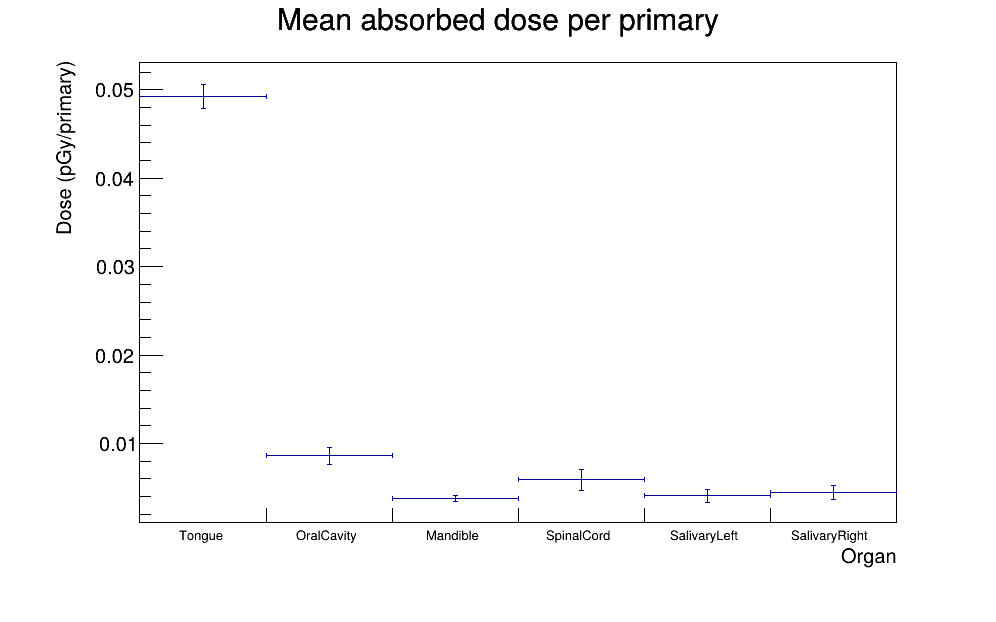 Mean absorbed dose per primary
Dose (pGy/primary)
0.05
0.04
0.03
0.02
0.01
Tongue OralCavity Mandible SpinalCord SalivaryLeft SalivaryRight
Organ